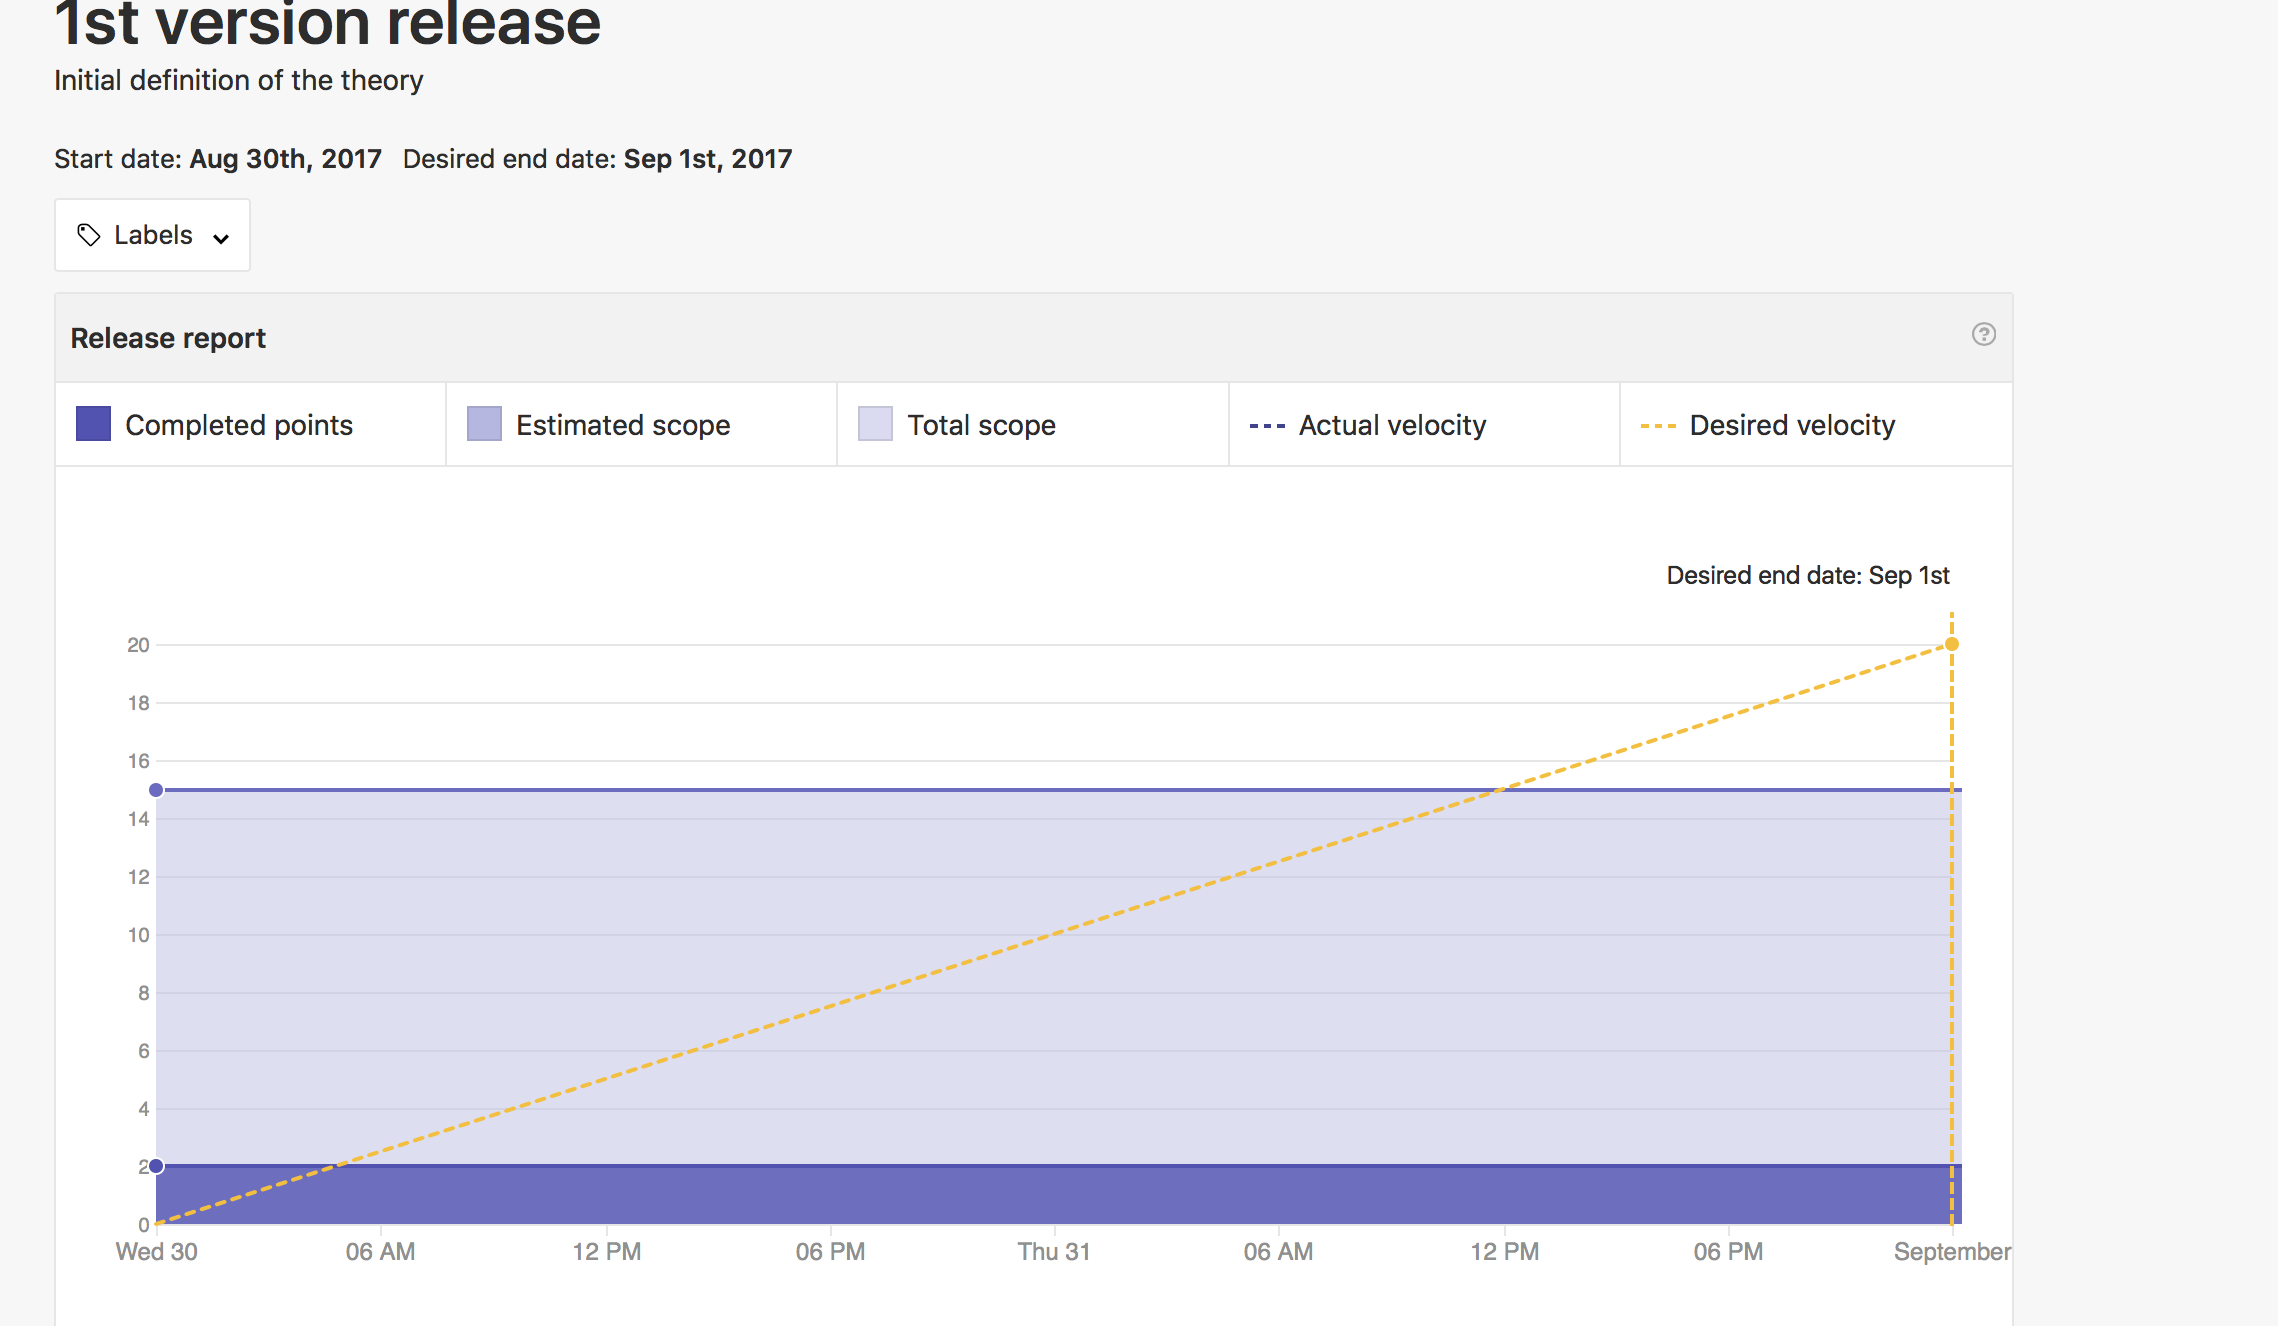 1st version release
Initial definition of the theory
Start date: Aug 30th, 2017 Desired end date: Sep 1st, 2017
Labels
Release report
Completed points
Estimated scope
Total scope
Actual velocity
Desired velocity
Desired end date: Sep 1st
20
18
16
14
12
10
8
6
4
2
0
Wed 30 06 AM 12 PM 06 PM Thu 31 06 AM 12 PM 06 PM September